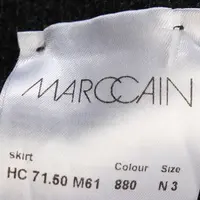 MARCCAIN
skirt Colour Size
HC 71.50 M61 880 N 3